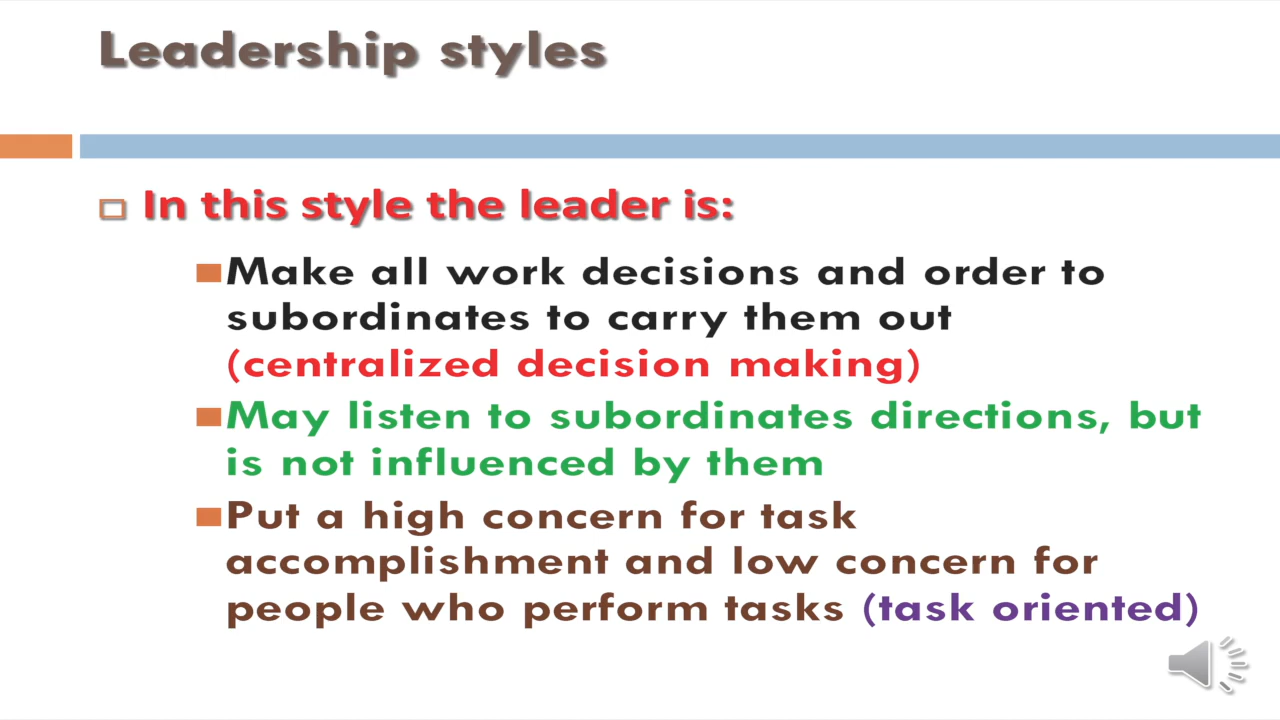 Leadership styles
In this style the leader is:
Make all work decisions and order to
subordinates to carry them out
(centralized decision making)
May listen to subordinates directions, but
is not influenced by them
Put a high concern for task
accomplishment and low concern for
people who perform tasks (task oriented)